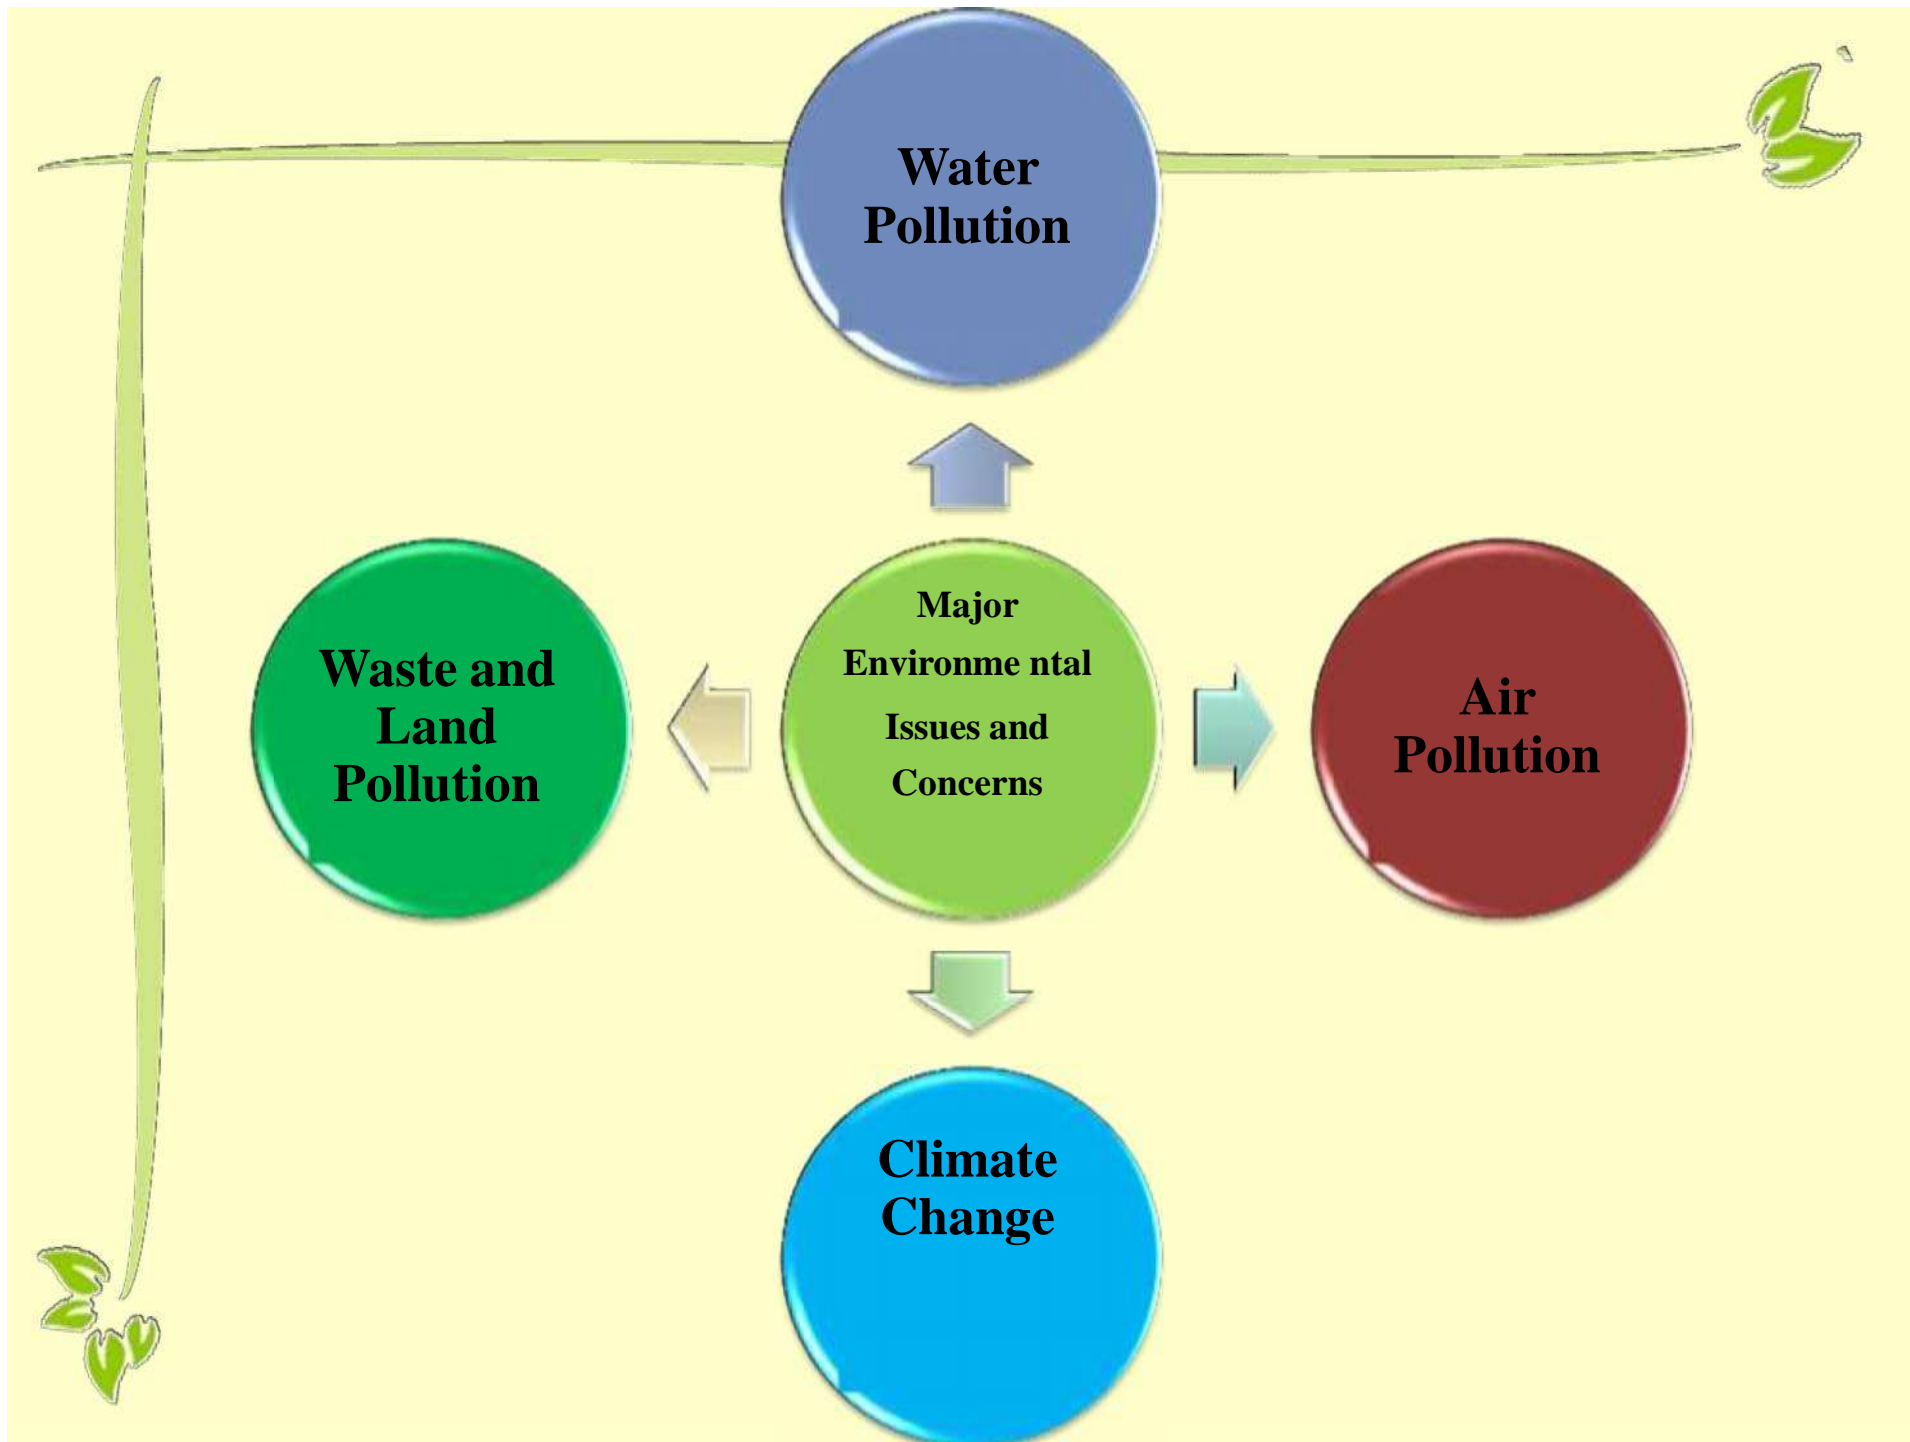 Water
Pollution
Major
Environme ntal
Issues and
Concerns
Waste and
Land
Pollution
Air
Pollution
Climate
Change